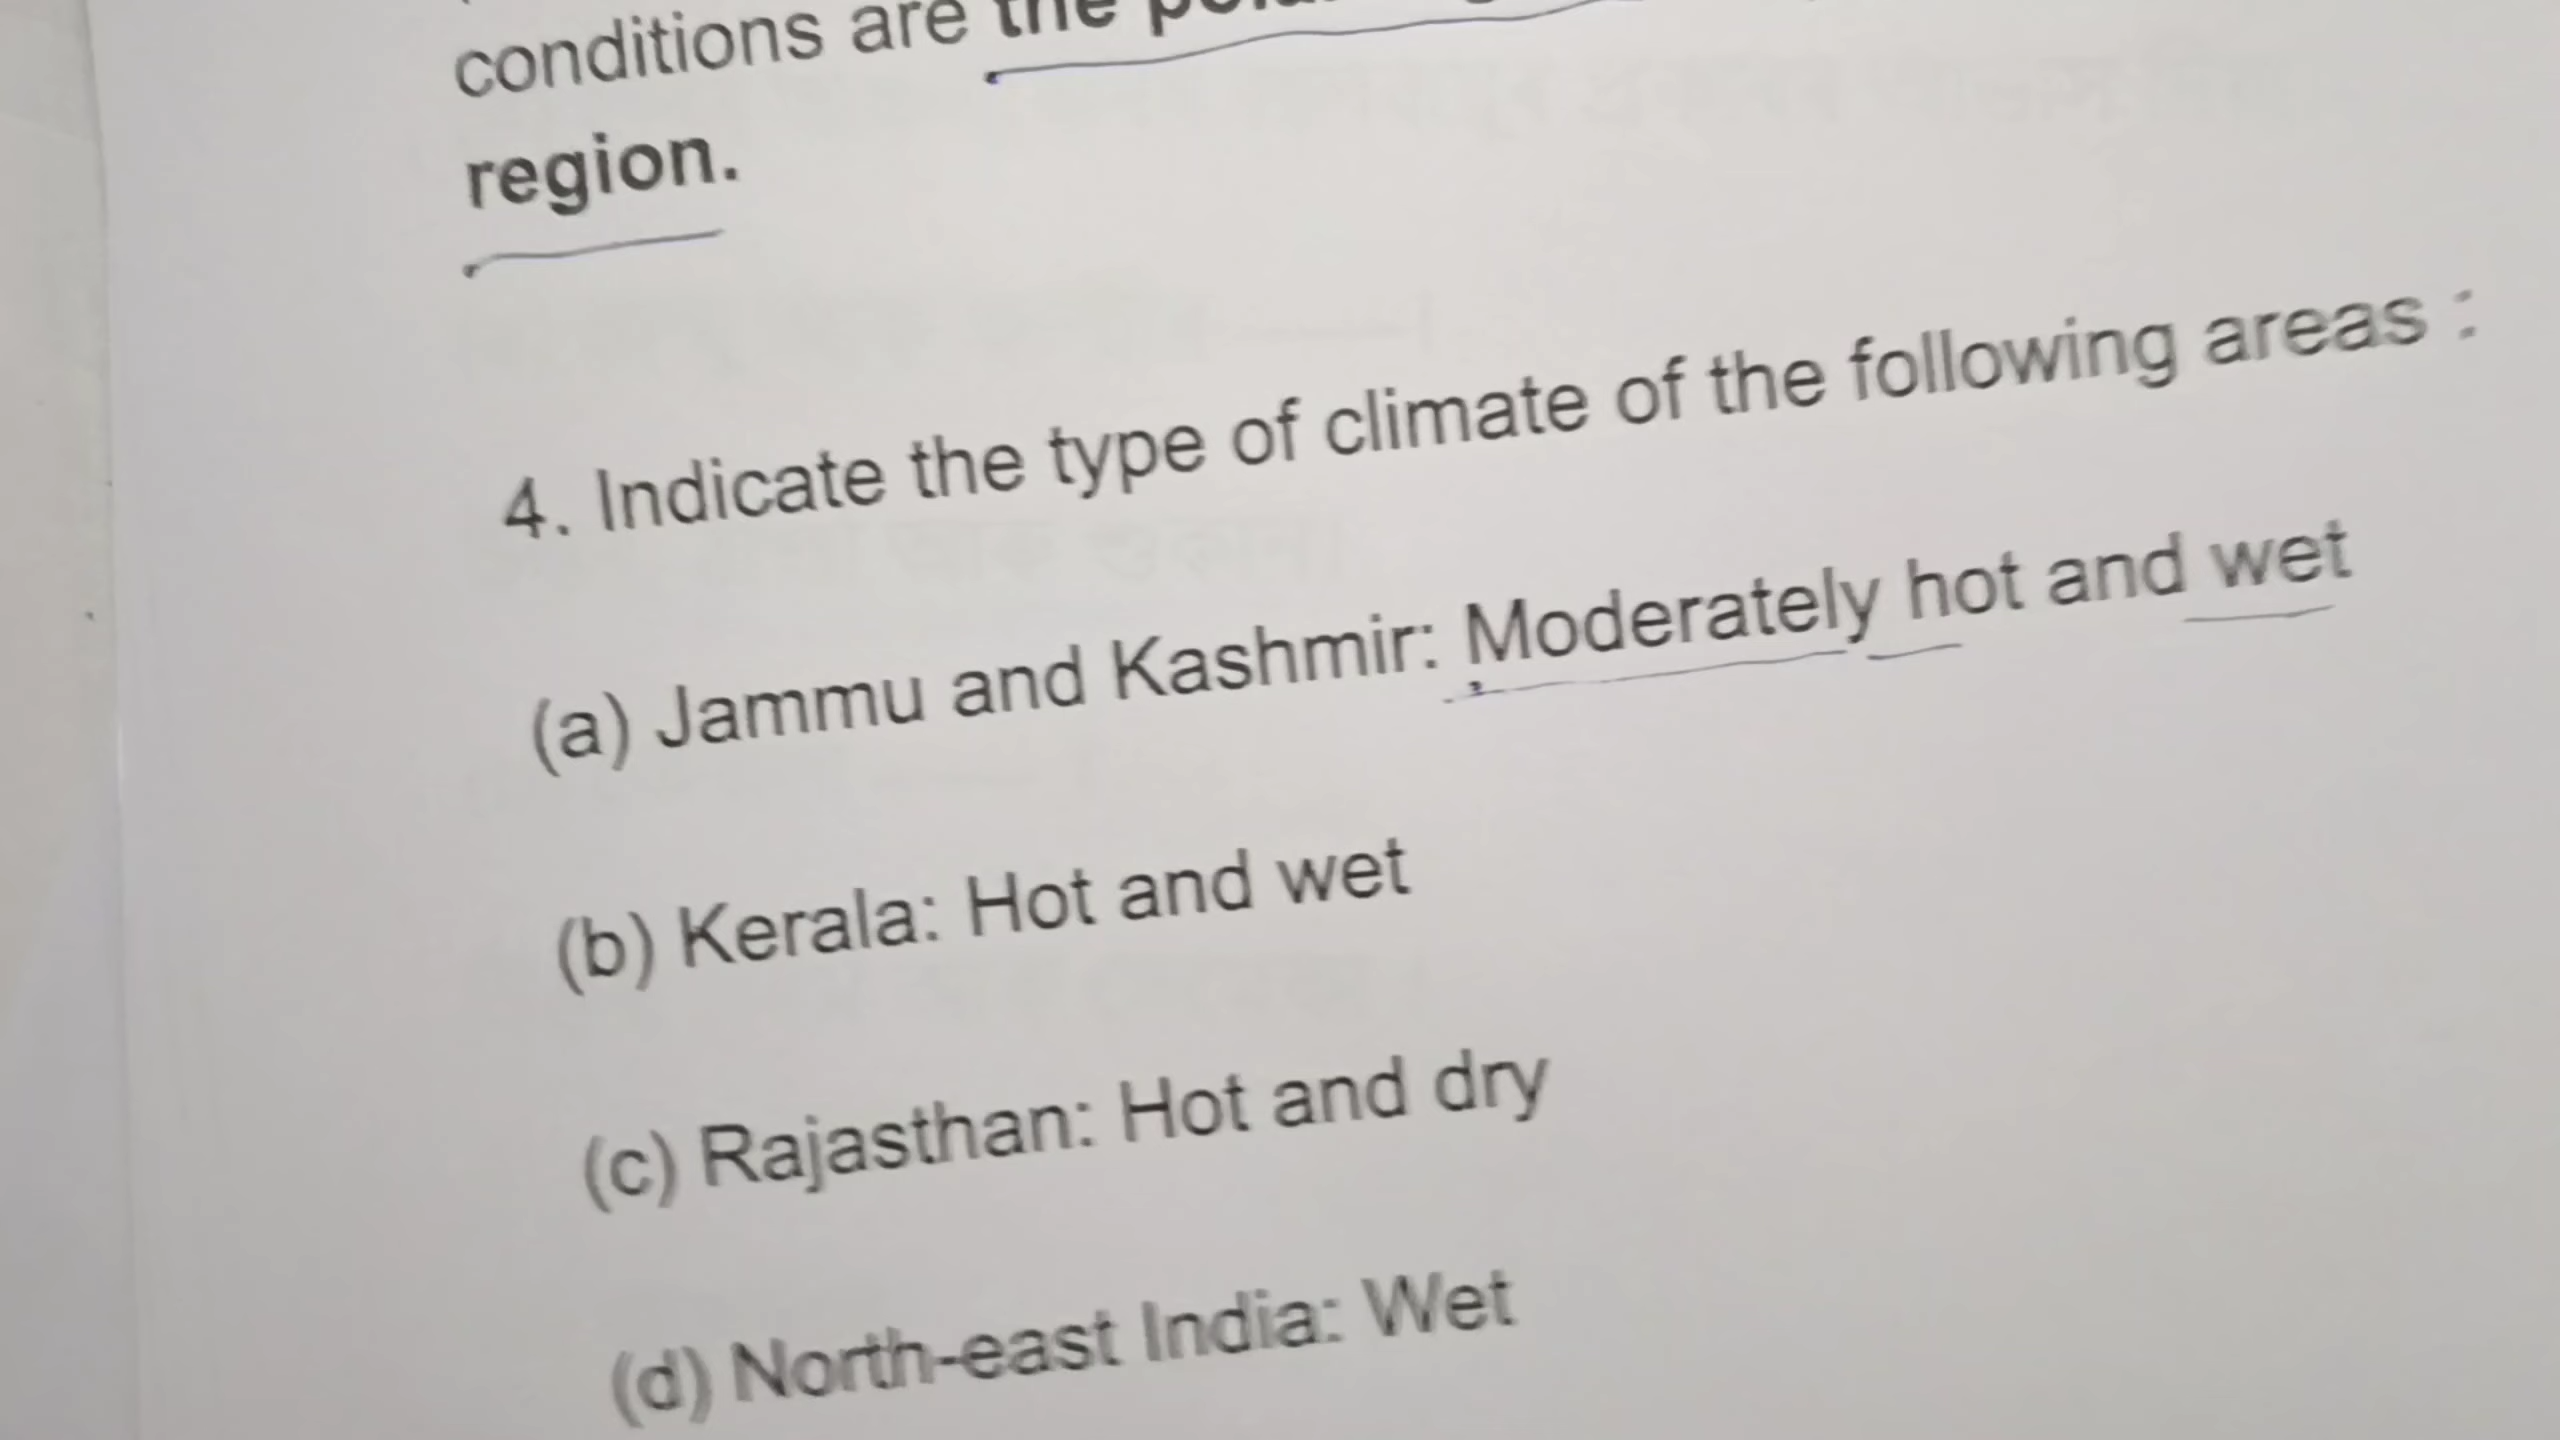 conditions are the
region.
4. Indicate the type of climate of the following areas :
(a) Jammu and Kashmir: Moderately hot and wet
(b) Kerala: Hot and wet
(c) Rajasthan: Hot and dry
(d) North-east India: Wet